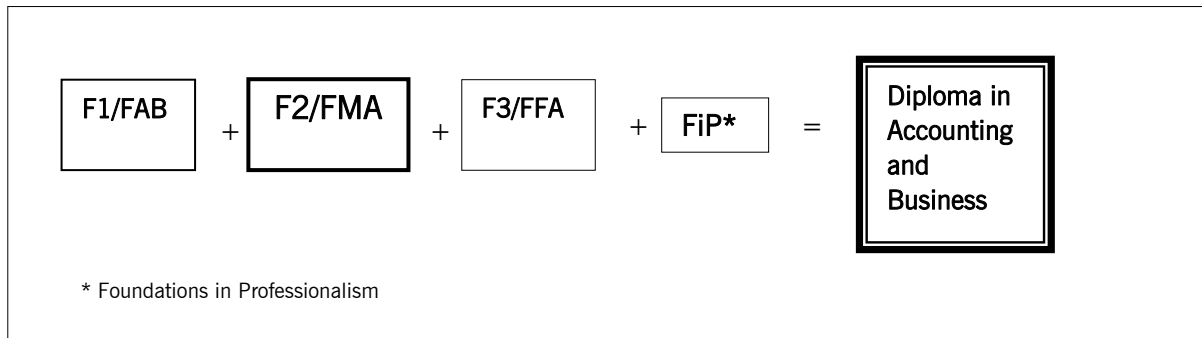 F1/FAB + F2/FMA + F3/FFA + FiP* = Diploma in
Accounting
and
Business
* Foundations in Professionalism